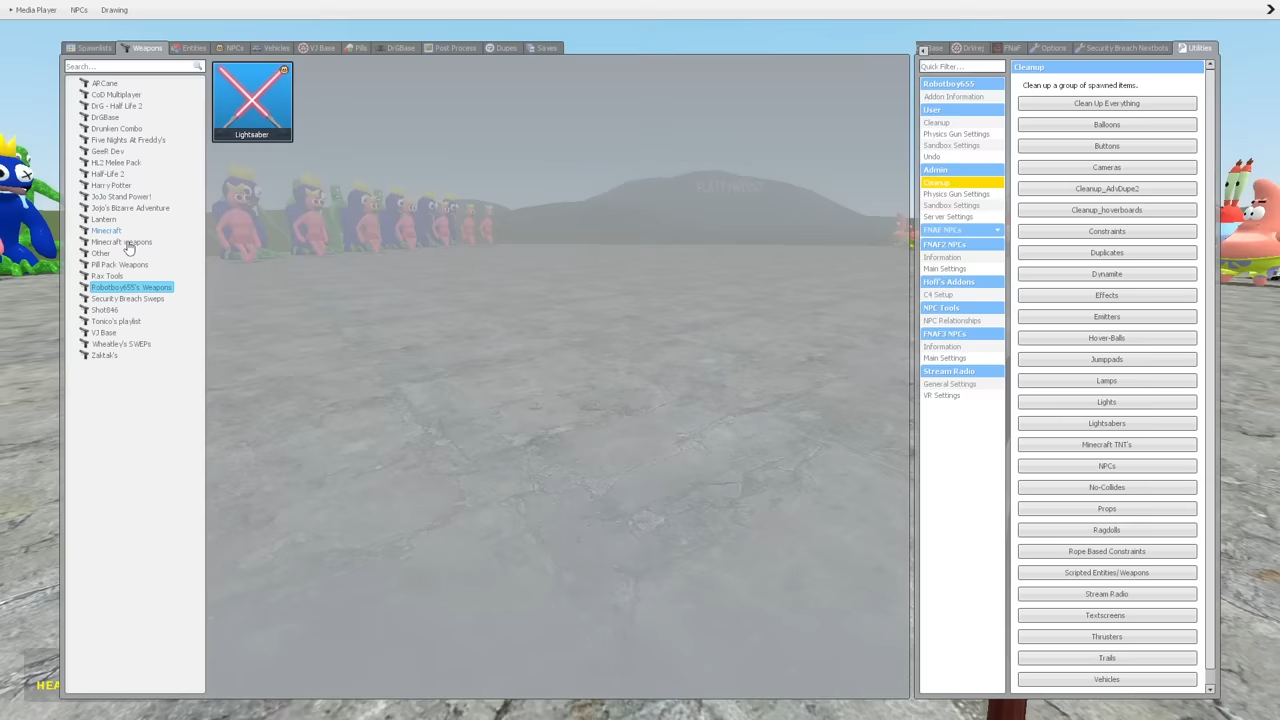 Media Player NPCs Drawing
Spawnlists Weapons Entities NPCs Vehicles VJ Base Pills DrGBase Post Process Dupes Saves
Search...
ARCane
CoD Multiplayer
DrG - Half Life 2
DrGBase
Drunken Combo
Five Nights At Freddy's
GeeR Dev
HL2 Melee Pack
Half-Life 2
Harry Potter
JoJo Stand Power!
Jojo's Bizarre Adventure
Lantern
Minecraft
Minecraft weapons
Other
Pill Pack Weapons
Rax Tools
Robotboy655's Weapons
Security Breach Sweps
Shot846
Tonico's playlist
VJ Base
Wheatley's SWEPs
Zaktak's
Lightsaber
FLATYWOOD
HEA
Base DrVrej FNaF Options Security Breach Nextbots Utilities
Quick Filter...
Robotboy655
Addon Information
User
Cleanup
Physics Gun Settings
Sandbox Settings
Undo
Admin
Cleanup
Physics Gun Settings
Sandbox Settings
Server Settings
FNAF NPCs
FNAF2 NPCs
Information
Main Settings
Hoff's Addons
C4 Setup
NPC Tools
NPC Relationships
FNAF3 NPCs
Information
Main Settings
Stream Radio
General Settings
VR Settings
Cleanup
Clean up a group of spawned items.
Clean Up Everything
Balloons
Buttons
Cameras
Cleanup_AdvDupe2
Cleanup_hoverboards
Constraints
Duplicates
Dynamite
Effects
Emitters
Hover-Balls
Jumppads
Lamps
Lights
Lightsabers
Minecraft TNT's
NPCs
No-Collides
Props
Ragdolls
Rope Based Constraints
Scripted Entities/Weapons
Stream Radio
Textscreens
Thrusters
Trails
Vehicles